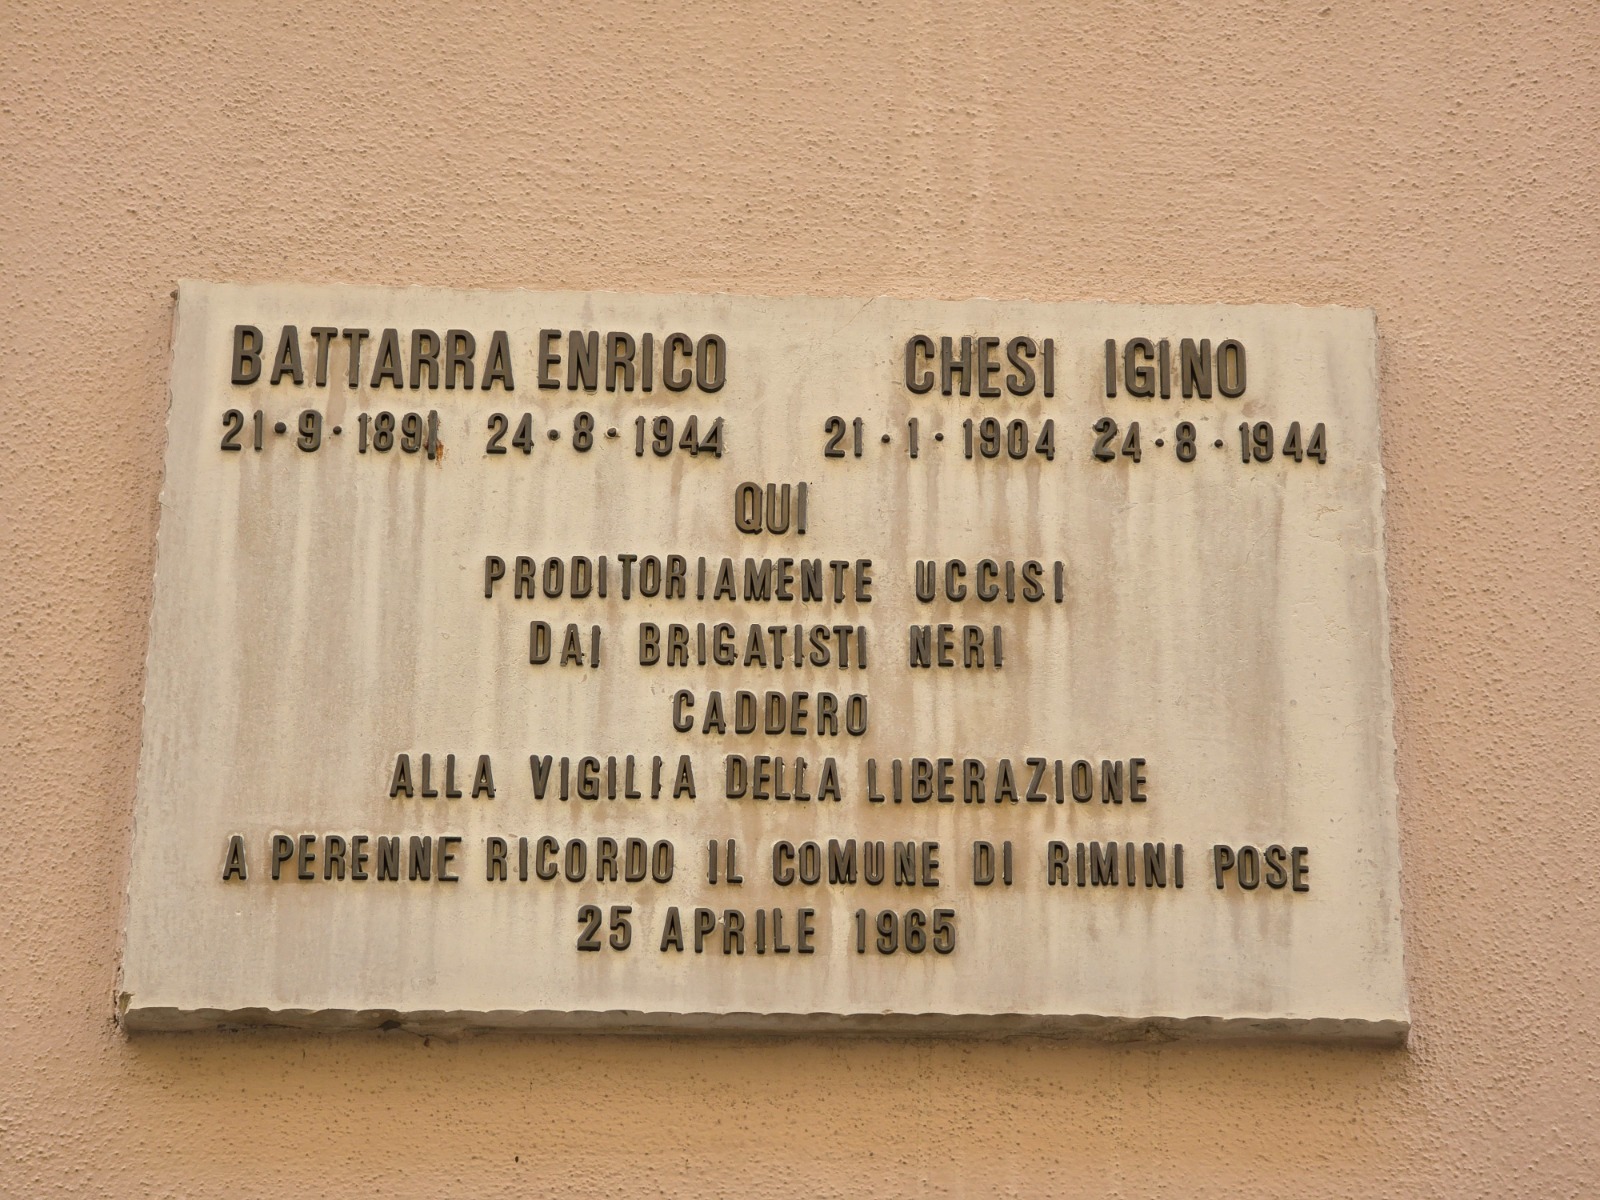 BATTARRA ENRICO CHESI IGINO
21·9·1891 24·8·1944 21·1·1904 24·8·1944
QUI
PRODITORIAMENTE UCCISI
DAI BRIGATISTI NERI
CADDERO
ALLA VIGILIA DELLA LIBERAZIONE
A PERENNE RICORDO IL COMUNE DI RIMINI POSE
25 APRILE 1965